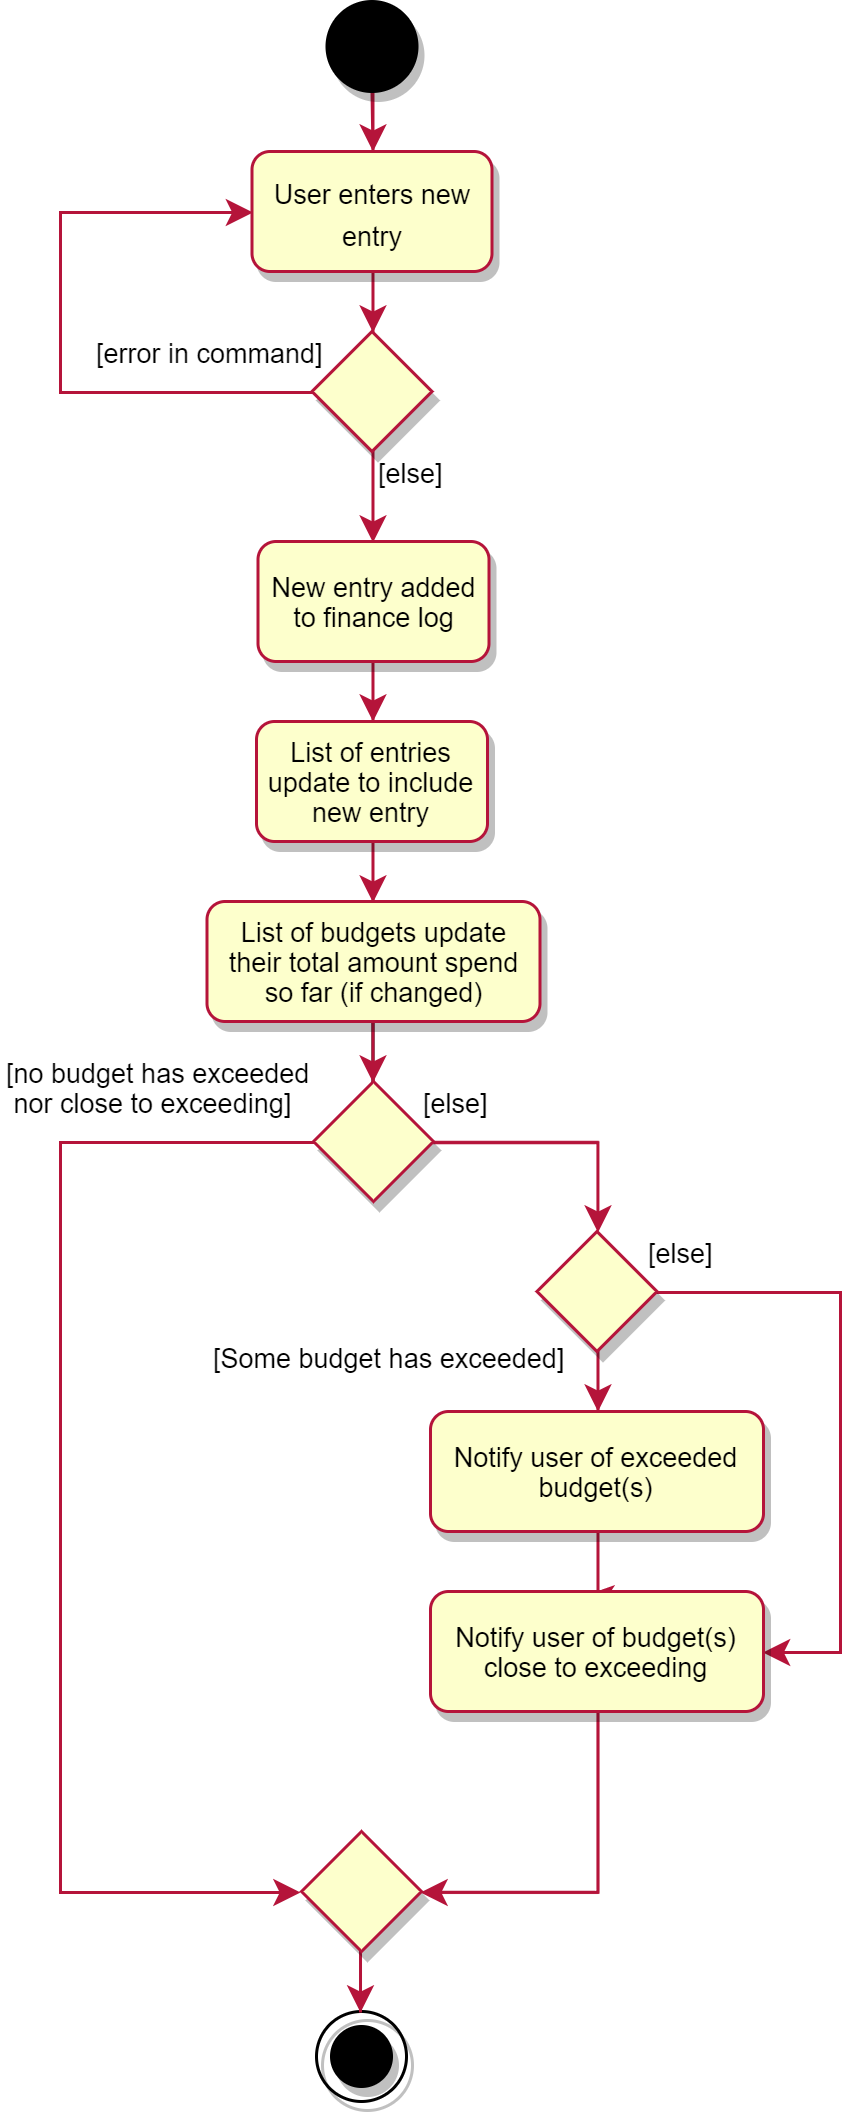 User enters new
entry
[error in command]
[else]
New entry added
to finance log
List of entries
update to include
new entry
List of budgets update
their total amount spend
so far (if changed)
[no budget has exceeded
nor close to exceeding]
[else]
[else]
[Some budget has exceeded]
Notify user of exceeded
budget(s)
Notify user of budget(s)
close to exceeding